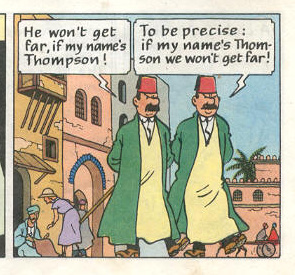 He won't get
far, if my name's
Thompson!
To be precise:
if my name's Thom-
son we won't get far!